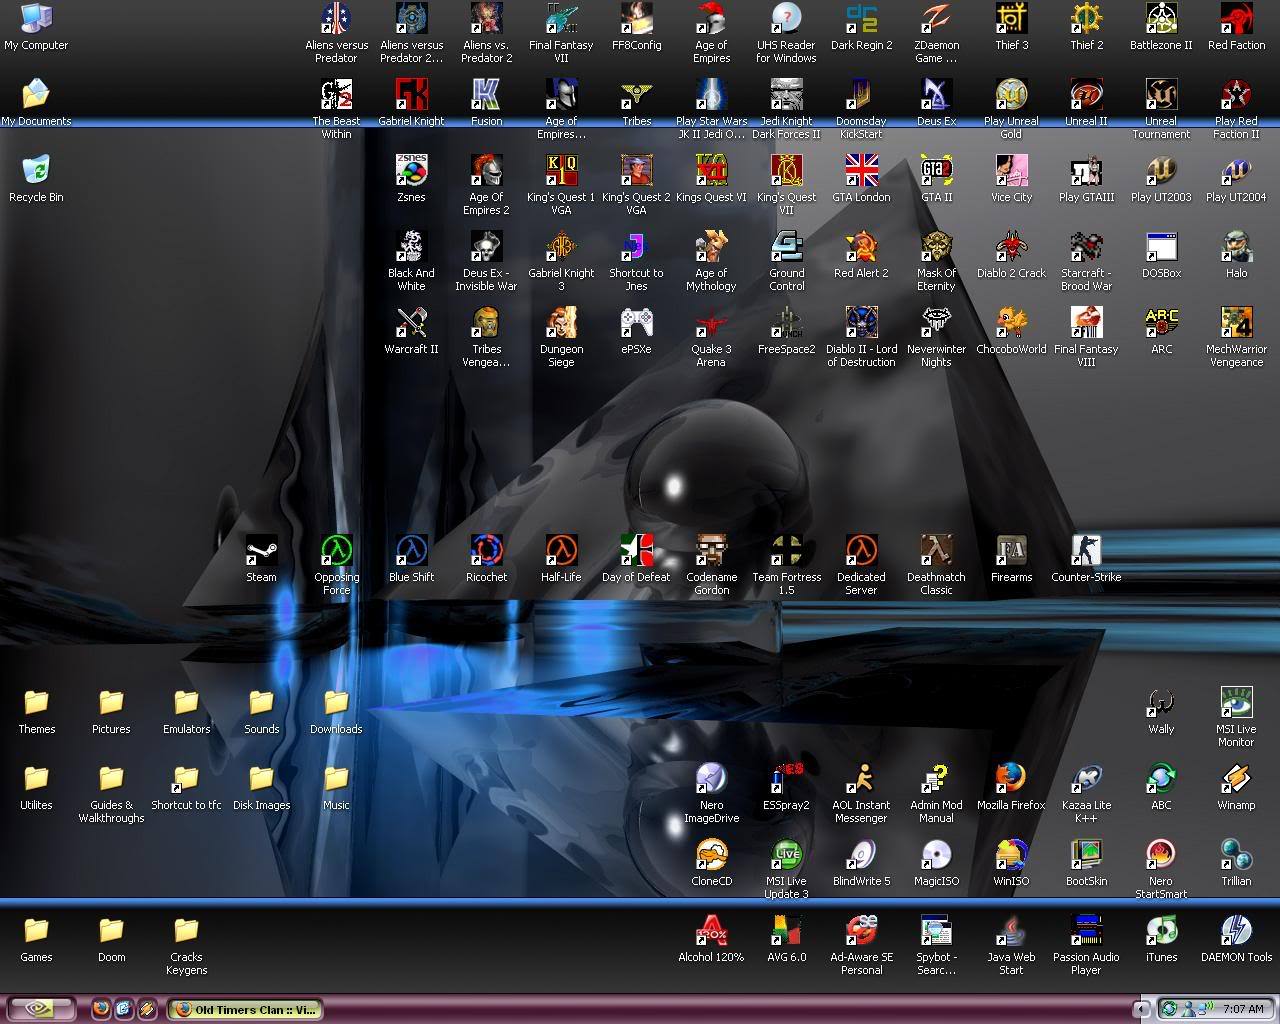 My Computer
Aliens versus
Predator
Aliens versus
Predator 2...
Aliens vs.
Predator 2
Final Fantasy
VII
FF8Config
Age of
Empires
UHS Reader
for Windows
Dark Regin 2
ZDaemon
Game ...
Thief 3
Thief 2
Battlezone II
Red Faction
My Documents
The Beast
Within
Gabriel Knight
Fusion
Age of
Empires...
Tribes
Play Star Wars
JK II Jedi O...
Jedi Knight
Dark Forces II
Doomsday
KickStart
Deus Ex
Play Unreal
Gold
Unreal II
Unreal
Tournament
Play Red
Faction II
Recycle Bin
Zsnes
Age Of
Empires 2
King's Quest 1
VGA
King's Quest 2
VGA
Kings Quest VI
King's Quest
VII
GTA London
GTA II
Vice City
Play GTAIII
Play UT2003
Play UT2004
Black And
White
Deus Ex -
Invisible War
Gabriel Knight
3
Shortcut to
Jnes
Age of
Mythology
Ground
Control
Red Alert 2
Mask Of
Eternity
Diablo 2 Crack
Starcraft -
Brood War
DOSBox
Halo
Warcraft II
Tribes
Vengea...
Dungeon
Siege
ePSXe
Quake 3
Arena
FreeSpace2
Diablo II - Lord
of Destruction
Neverwinter
Nights
ChocoboWorld
Final Fantasy
VIII
ARC
MechWarrior
Vengeance
Steam
Opposing
Force
Blue Shift
Ricochet
Half-Life
Day of Defeat
Codename
Gordon
Team Fortress
1.5
Dedicated
Server
Deathmatch
Classic
Firearms
Counter-Strike
Themes
Pictures
Emulators
Sounds
Downloads
Wally
MSI Live
Monitor
Utilites
Guides &
Walkthroughs
Shortcut to tfc
Disk Images
Music
Nero
ImageDrive
ESSpray2
AOL Instant
Messenger
Admin Mod
Manual
Mozilla Firefox
Kazaa Lite
K++
ABC
Winamp
CloneCD
MSI Live
Update 3
BlindWrite 5
MagicISO
WinISO
BootSkin
Nero
StartSmart
Trillian
Games
Doom
Cracks
Keygens
Alcohol 120%
AVG 6.0
Ad-Aware SE
Personal
Spybot -
Searc...
Java Web
Start
Passion Audio
Player
iTunes
DAEMON Tools
Old Timers Clan :: Vi...
7:07 AM